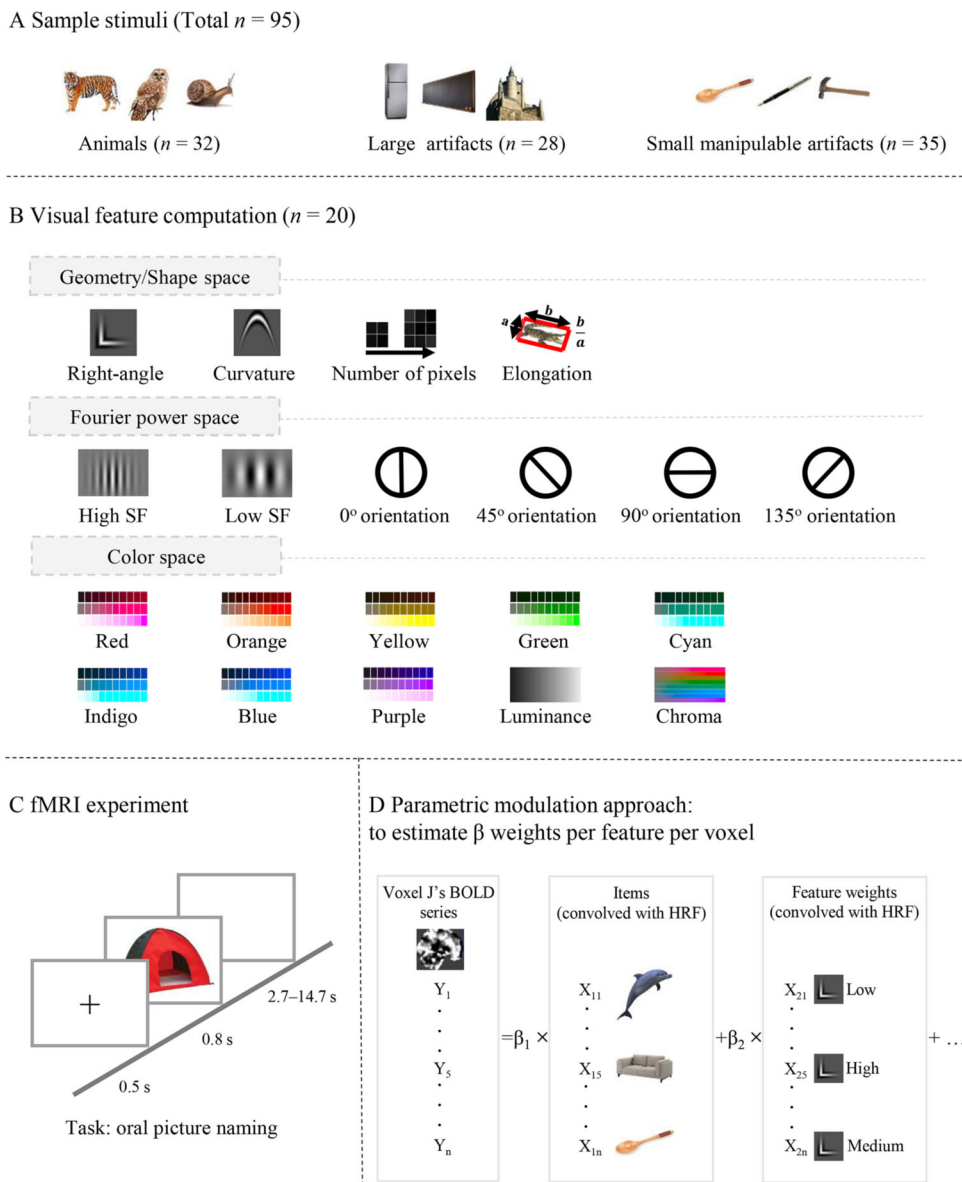 A Sample stimuli (Total n = 95)
Animals (n = 32)
Large artifacts (n = 28)
Small manipulable artifacts (n = 35)
B Visual feature computation (n = 20)
Geometry/Shape space
a b b/a
Right-angle
Curvature
Number of pixels
Elongation
Fourier power space
High SF
Low SF
0° orientation
45° orientation
90° orientation
135° orientation
Color space
Red
Orange
Yellow
Green
Cyan
Indigo
Blue
Purple
Luminance
Chroma
C fMRI experiment
+
0.5 s
0.8 s
2.7–14.7 s
Task: oral picture naming
D Parametric modulation approach:
to estimate β weights per feature per voxel
Voxel J's BOLD
series
Y₁
Y₅
Yₙ
=β₁ ×
Items
(convolved with HRF)
X₁₁
X₁₅
X₁ₙ
+β₂ ×
Feature weights
(convolved with HRF)
X₂₁ Low
X₂₅ High
X₂ₙ Medium
+ ...